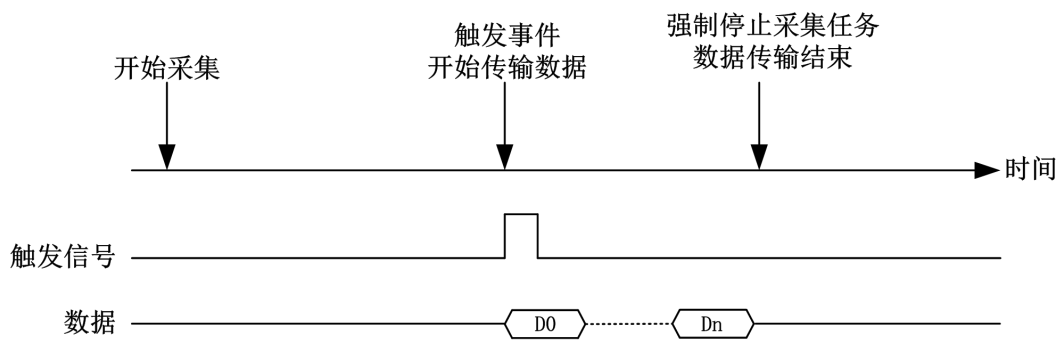 开始采集
触发事件
开始传输数据
强制停止采集任务
数据传输结束
时间
触发信号
数据
D0
Dn